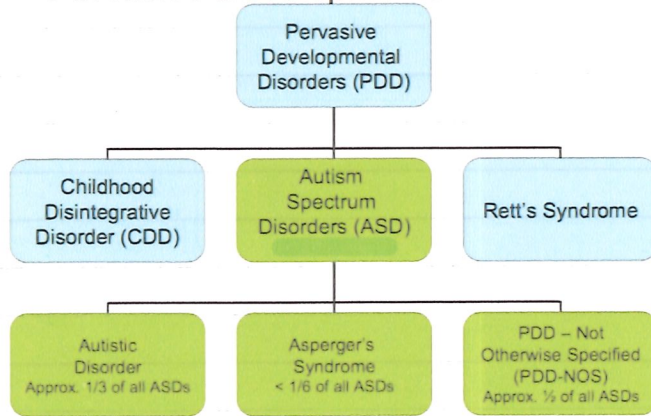 Pervasive
Developmental
Disorders (PDD)
Childhood
Disintegrative
Disorder (CDD)
Autism
Spectrum
Disorders (ASD)
Rett's Syndrome
Autistic
Disorder
Approx. 1/3 of all ASDs
Asperger's
Syndrome
< 1/6 of all ASDs
PDD – Not
Otherwise Specified
(PDD-NOS)
Approx. ½ of all ASDs